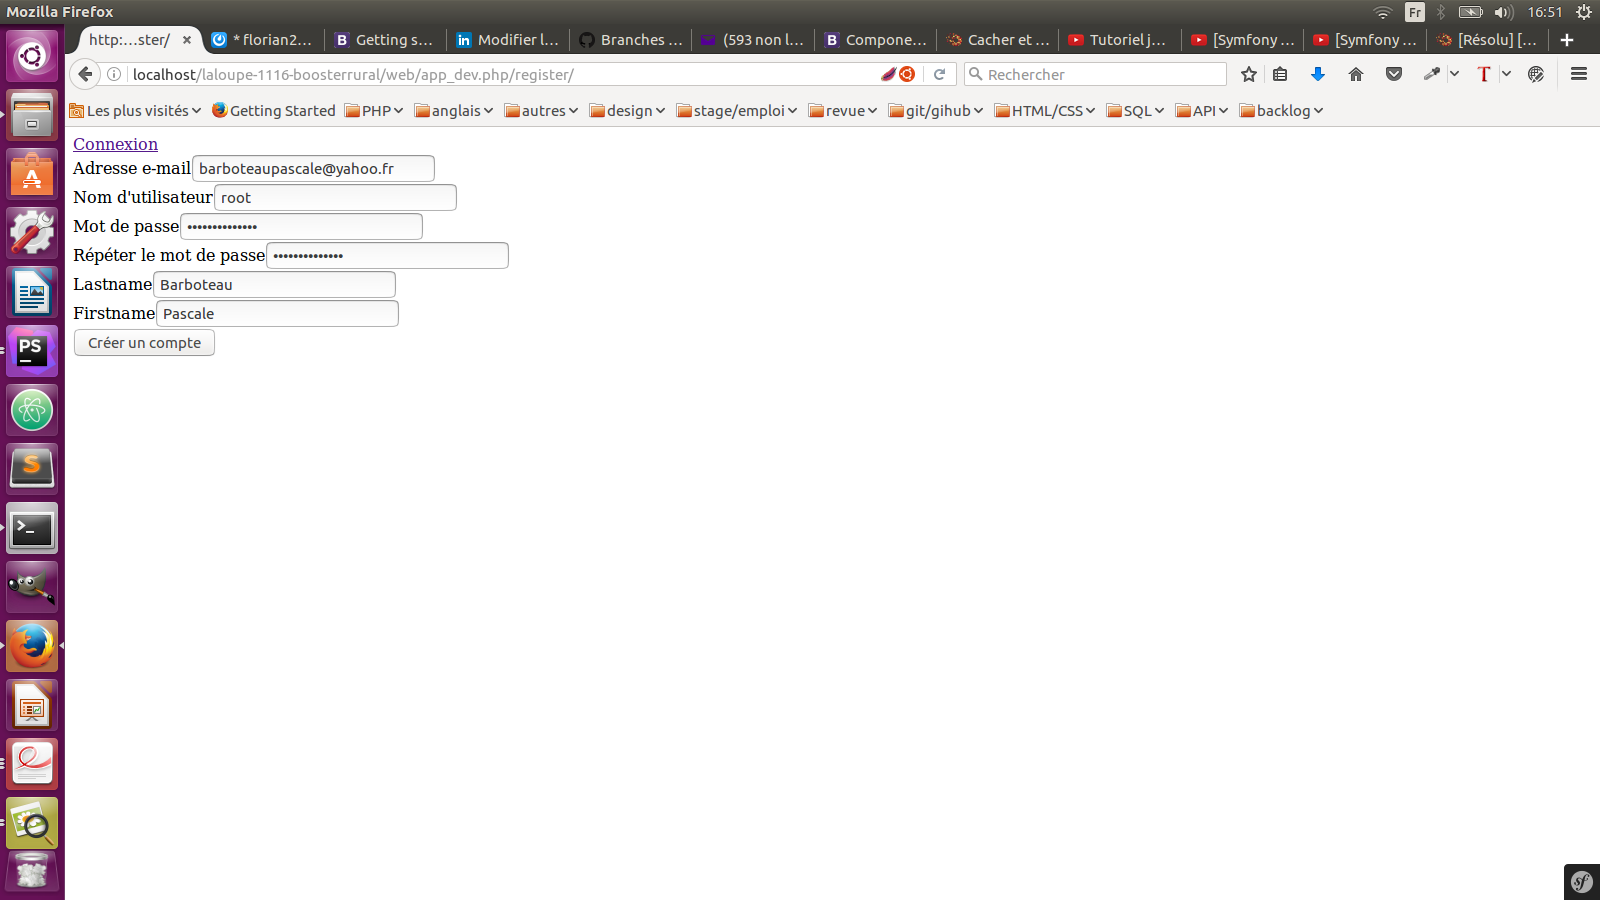 Mozilla Firefox
Fr
16:51
http:...ster/
* florian2...
Getting s...
Modifier l...
Branches ...
(593 non l...
Compone...
Cacher et ...
Tutoriel j...
[Symfony ...
[Symfony ...
[Résolu] [...
localhost/laloupe-1116-boosterrural/web/app_dev.php/register/
Rechercher
Les plus visités
Getting Started
PHP
anglais
autres
design
stage/emploi
revue
git/gihub
HTML/CSS
SQL
API
backlog
Connexion
Adresse e-mail barboteaupascale@yahoo.fr
Nom d'utilisateur root
Mot de passe ••••••••••••••
Répéter le mot de passe ••••••••••••••
Lastname Barboteau
Firstname Pascale
Créer un compte
PS
S
>_
sf